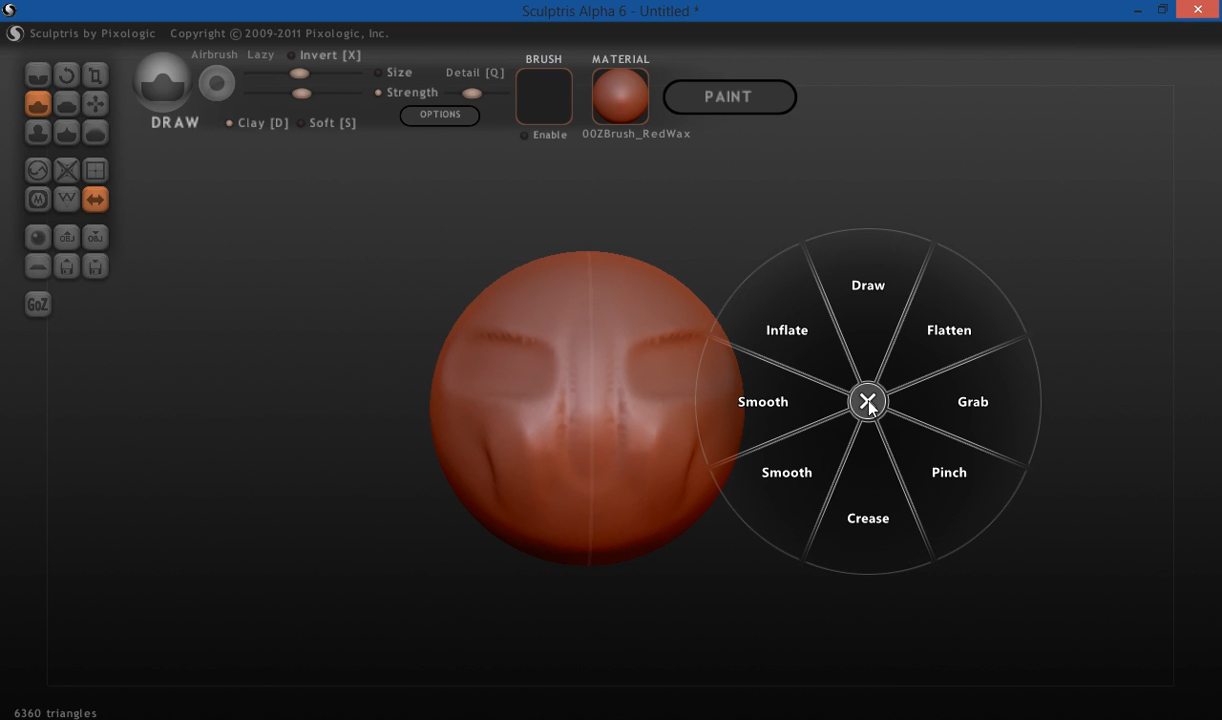 Sculptris Alpha 6 - Untitled *
Sculptris by Pixologic Copyright © 2009-2011 Pixologic, Inc.
Airbrush Lazy Invert [X]
BRUSH MATERIAL
Size Detail [Q]
Strength
PAINT
OPTIONS
DRAW Clay [D] Soft [S]
Enable 00ZBrush_RedWax
OBJ OBJ
GoZ
Draw
Inflate Flatten
Smooth Grab
Smooth Pinch
Crease
6360 triangles